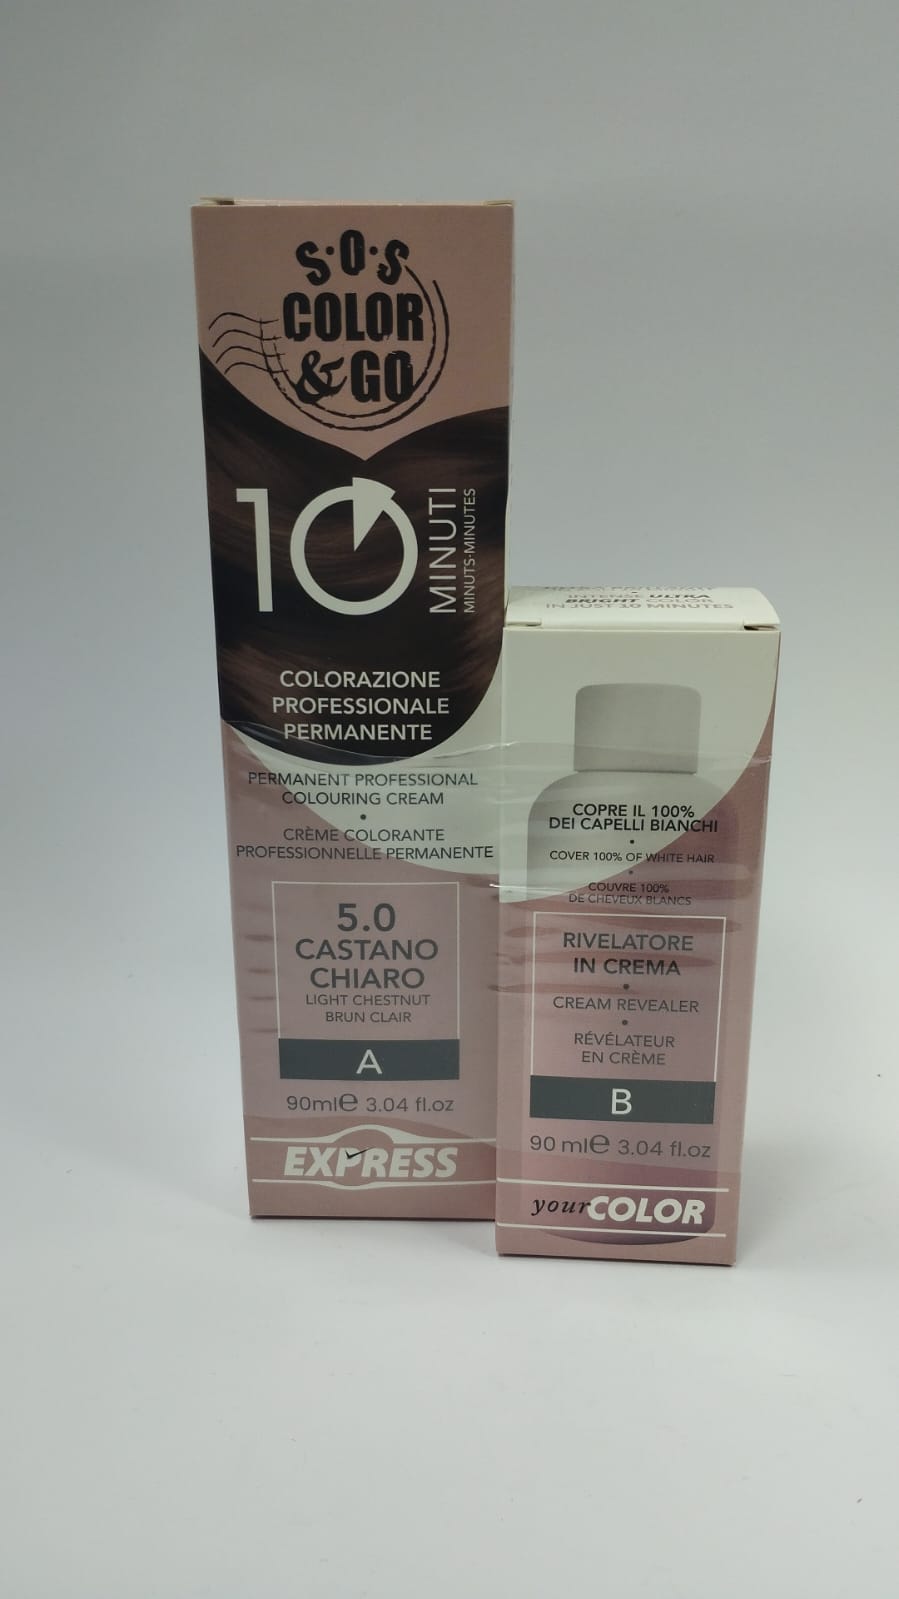 S·O·S
COLOR
& GO
10
MINUTI
MINUTS-MINUTES
COLORAZIONE
PROFESSIONALE
PERMANENTE
PERMANENT PROFESSIONAL
COLOURING CREAM
•
CRÈME COLORANTE
PROFESSIONNELLE PERMANENTE
5.0
CASTANO
CHIARO
LIGHT CHESTNUT
BRUN CLAIR
A
90ml℮ 3.04 fl.oz
EXPRESS
INTENSE ULTRA
BRIGHT COLOR
IN JUST 10 MINUTES
COPRE IL 100%
DEI CAPELLI BIANCHI
•
COVER 100% OF WHITE HAIR
•
COUVRE 100%
DE CHEVEUX BLANCS
RIVELATORE
IN CREMA
•
CREAM REVEALER
•
RÉVÉLATEUR
EN CRÈME
B
90 ml℮ 3.04 fl.oz
yourCOLOR